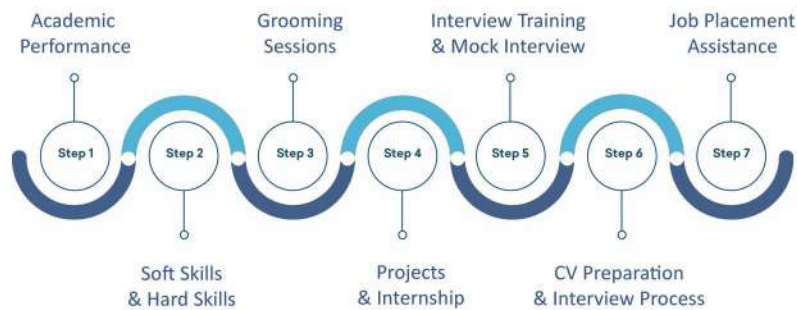 Academic
Performance
Grooming
Sessions
Interview Training
& Mock Interview
Job Placement
Assistance
Step 1
Step 2
Step 3
Step 4
Step 5
Step 6
Step 7
Soft Skills
& Hard Skills
Projects
& Internship
CV Preparation
& Interview Process